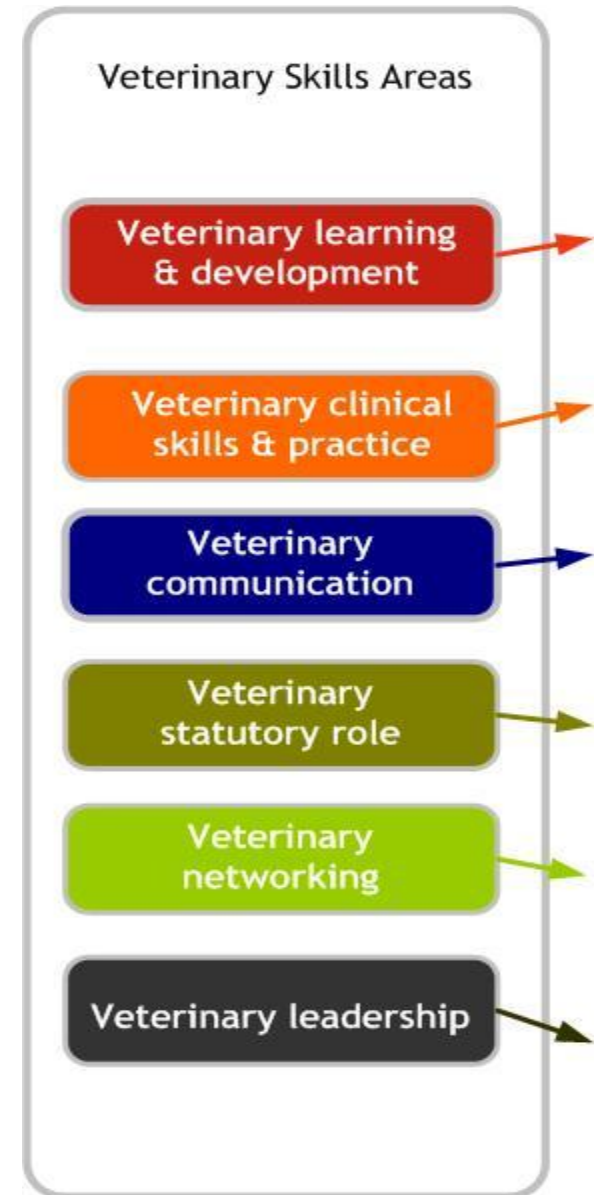 Veterinary Skills Areas
Veterinary learning
& development
Veterinary clinical
skills & practice
Veterinary
communication
Veterinary
statutory role
Veterinary
networking
Veterinary leadership